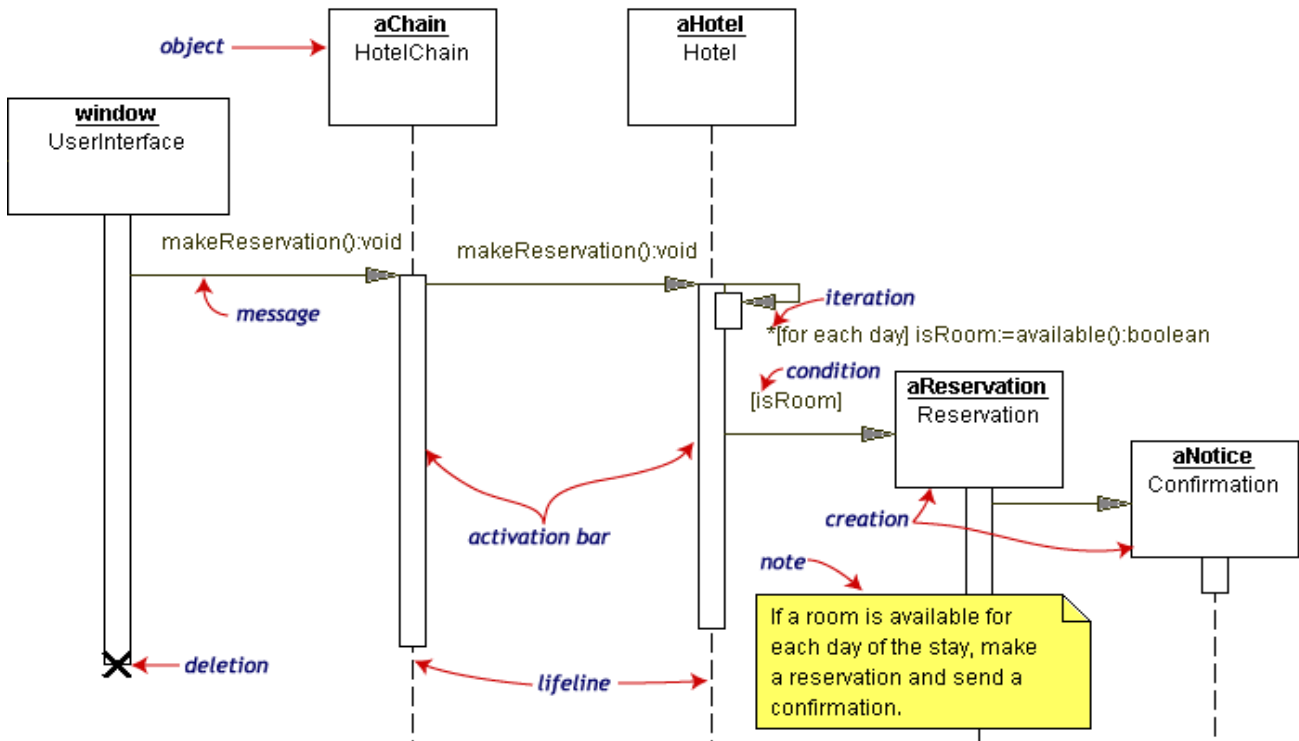 aChain
HotelChain
aHotel
Hotel
object
window
UserInterface
makeReservation():void
makeReservation():void
message
iteration
*[for each day] isRoom:=available():boolean
condition
[isRoom]
aReservation
Reservation
aNotice
Confirmation
creation
activation bar
note
If a room is available for
each day of the stay, make
a reservation and send a
confirmation.
deletion
lifeline